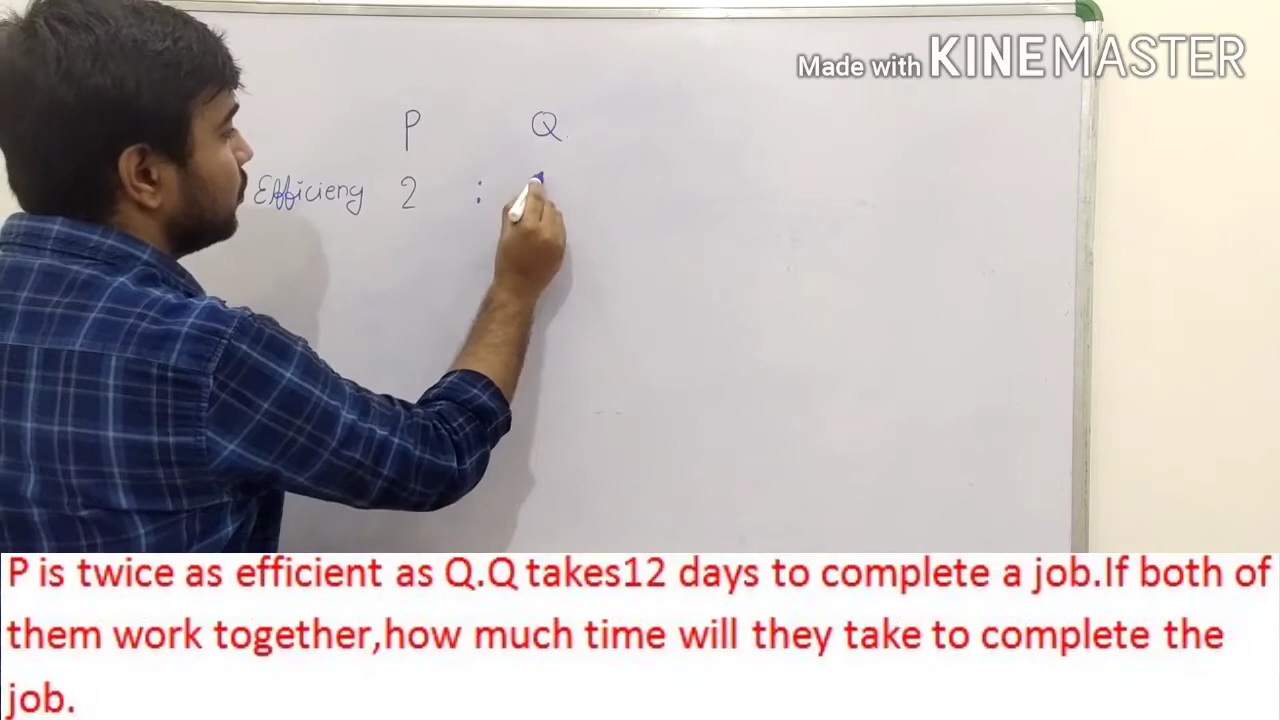 Made with KINEMASTER
P Q
Efficieny 2 :
P is twice as efficient as Q.Q takes12 days to complete a job.If both of
them work together,how much time will they take to complete the
job.